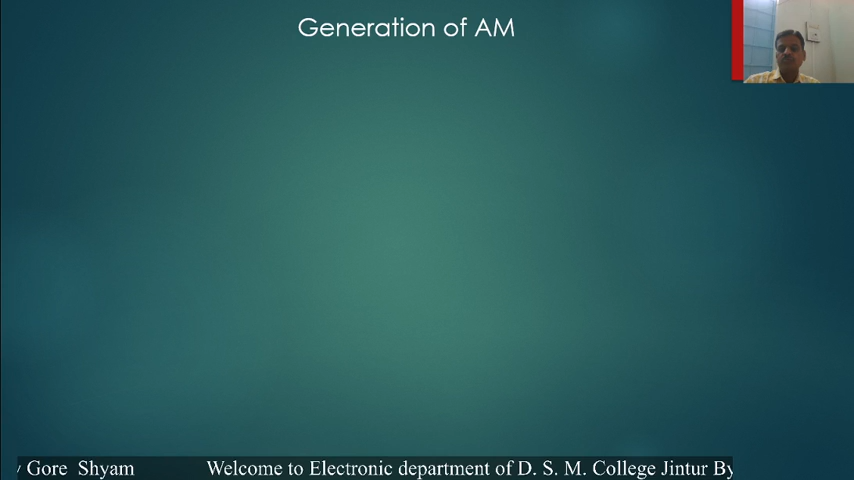 Generation of AM
Gore Shyam Welcome to Electronic department of D. S. M. College Jintur By